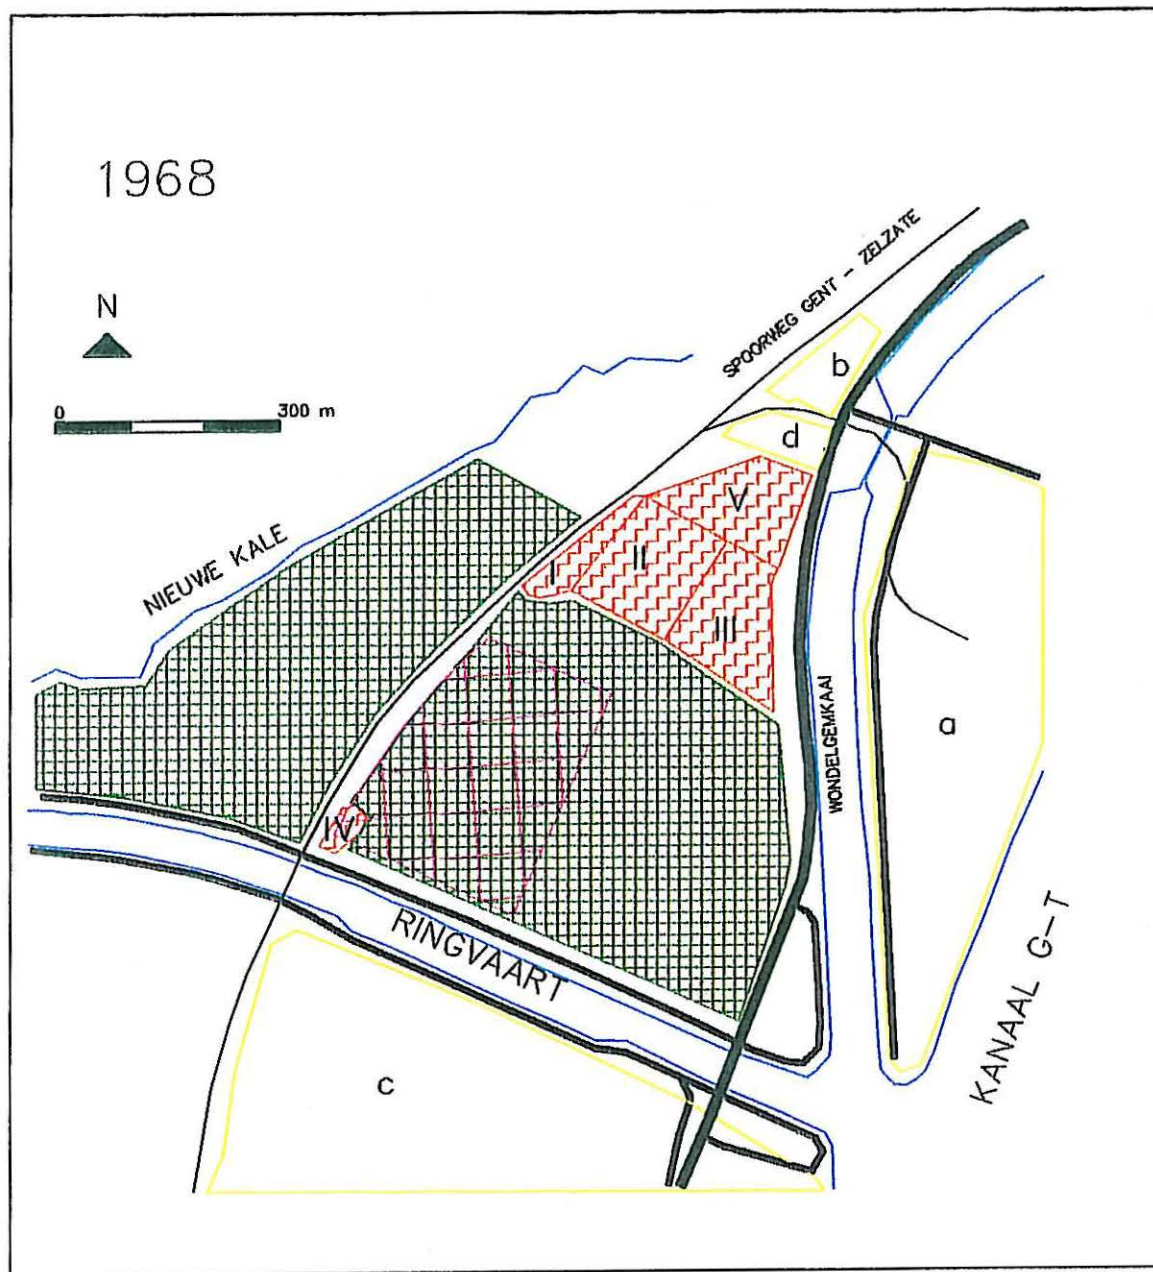 1968
SPOORWEG GENT - ZELZATE
N
b
0 300 m
d
V
NIEUWE KALE
II
I
III
a
WONDELGEMKAAI
IV
RINGVAART
KANAAL G-T
c